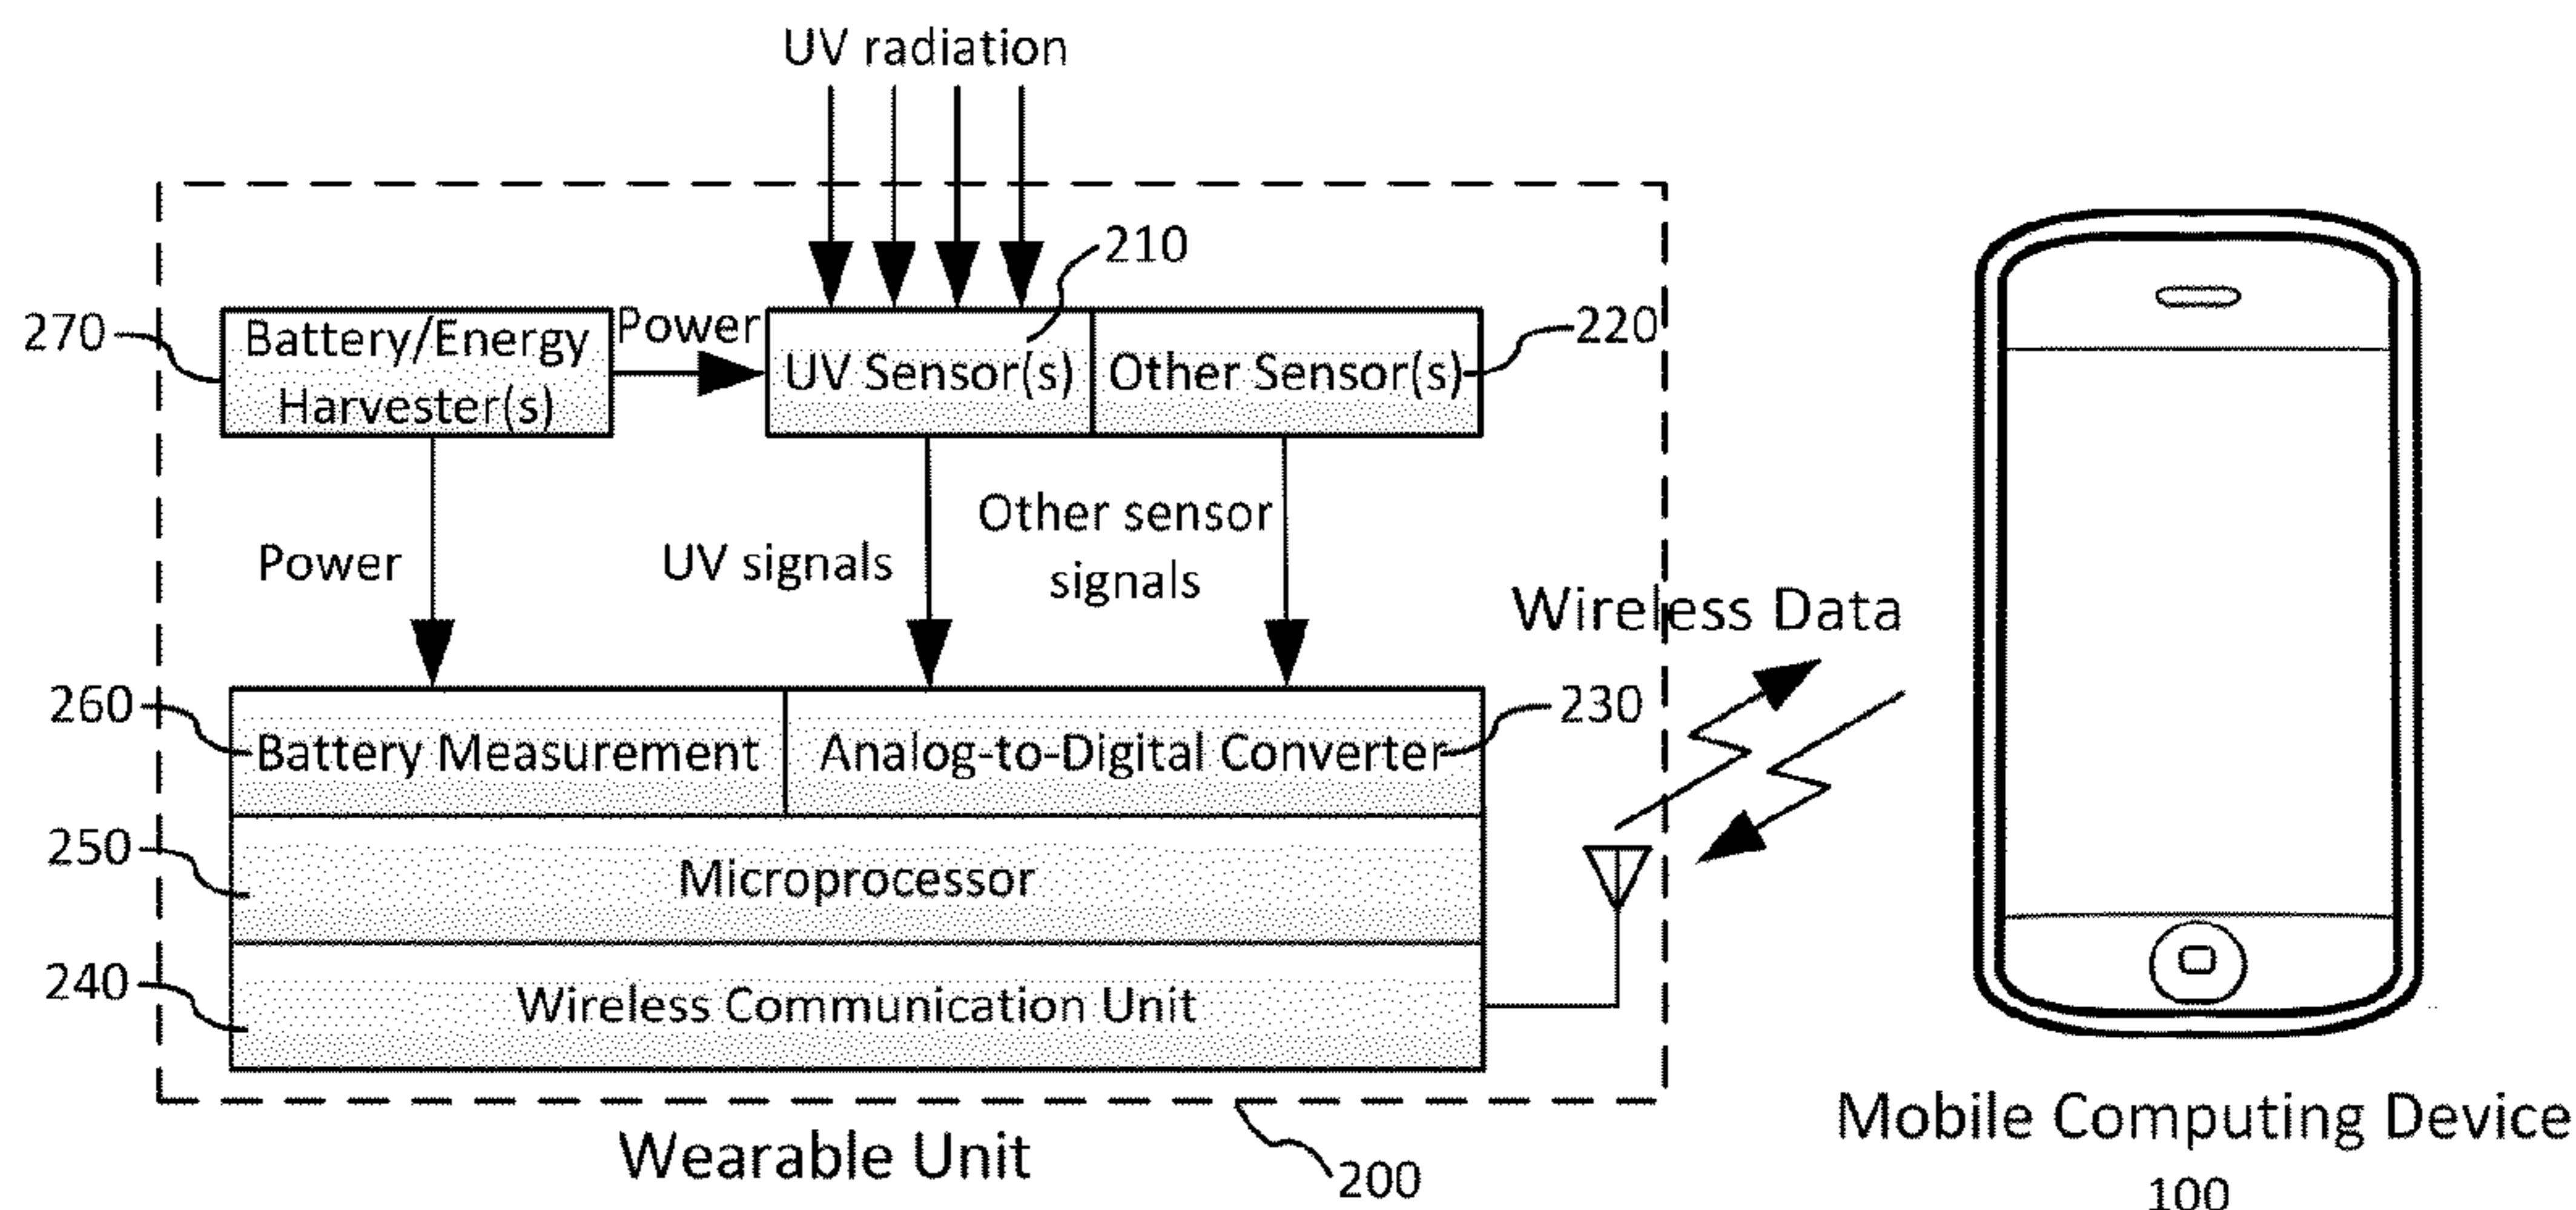 UV radiation
210
270
Battery/Energy
Harvester(s)
Power
UV Sensor(s)
Other Sensor(s)
220
Power
UV signals
Other sensor
signals
Wireless Data
260
Battery Measurement
Analog-to-Digital Converter
230
250
Microprocessor
240
Wireless Communication Unit
Wearable Unit
200
Mobile Computing Device
100